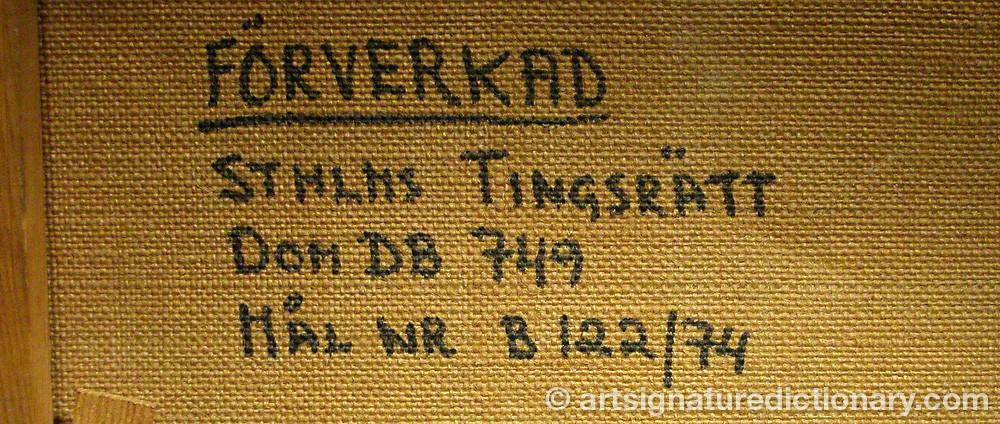 FÖRVERKAD
STHLMS TINGSRÄTT
DOM DB 749
MÅL NR B 122/74
© artsignaturedictionary.com